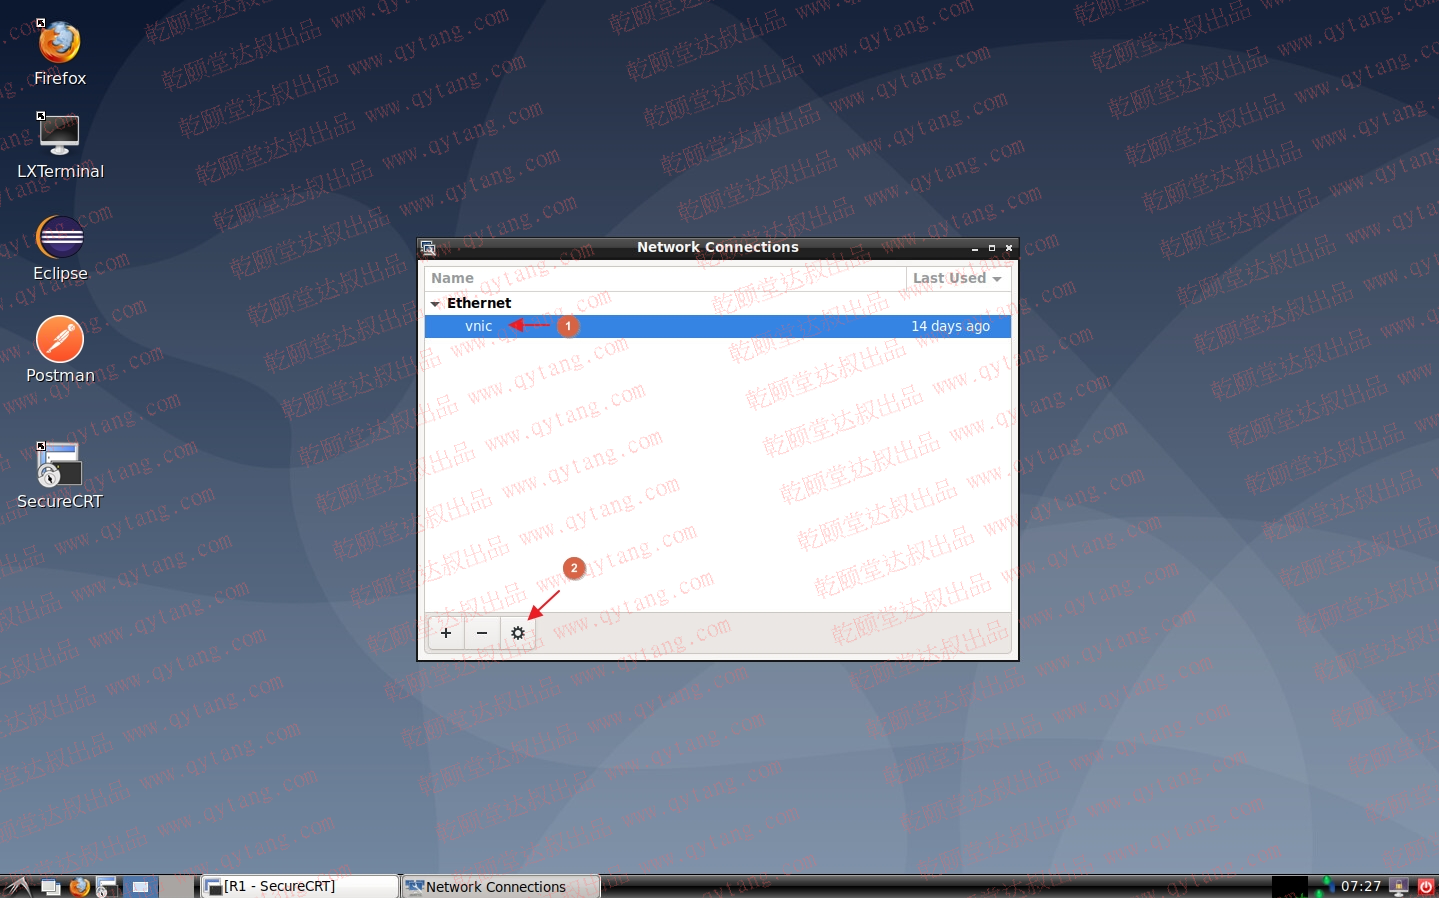 Firefox
LXTerminal
Eclipse
Postman
SecureCRT
Network Connections
Name
Last Used
Ethernet
vnic
1
14 days ago
2
[R1 - SecureCRT]
Network Connections
07:27
乾颐堂达叔出品 www.qytang.com